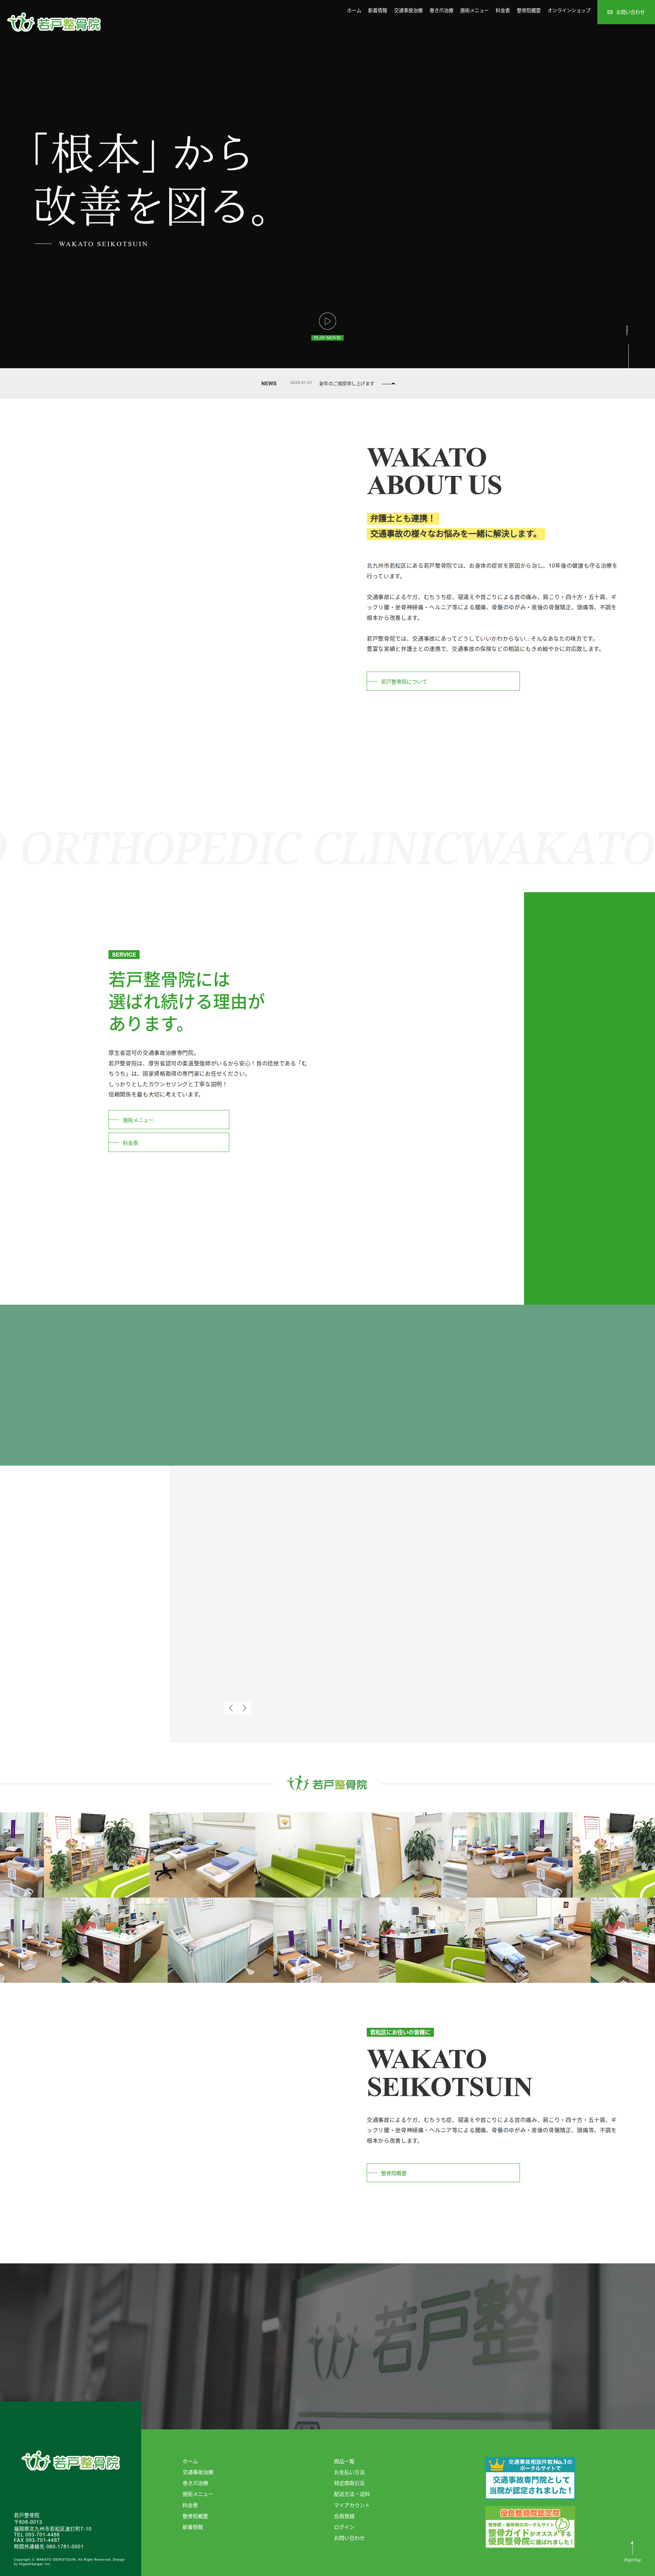 若戸整骨院
ホーム 新着情報 交通事故治療 巻き爪治療 施術メニュー 料金表 整骨院概要 オンラインショップ お問い合わせ
「根本」から
改善を図る。
WAKATO SEIKOTSUIN
PLAY MOVIE
NEWS 2025.01.01 新年のご挨拶申し上げます
WAKATO
ABOUT US
弁護士とも連携！
交通事故の様々なお悩みを一緒に解決します。
北九州市若松区にある若戸整骨院では、お身体の症状を原因から治し、10年後の健康も守る治療を
行っています。
交通事故によるケガ、むちうち症、寝違えや首こりによる首の痛み、肩こり・四十方・五十肩、ギ
ックリ腰・坐骨神経痛・ヘルニア等による腰痛、骨盤のゆがみ・産後の骨盤矯正、頭痛等、不調を
根本から改善します。
若戸整骨院では、交通事故にあってどうしていいかわからない…そんなあなたの味方です。
豊富な実績と弁護士との連携で、交通事故の保険などの相談にもきめ細やかに対応致します。
若戸整骨院について
O ORTHOPEDIC CLINICWAKATO
SERVICE
若戸整骨院には
選ばれ続ける理由が
あります。
厚生省認可の交通事故治療専門院。
若戸整骨院は、厚労省認可の柔道整復師がいるから安心！首の捻挫である「む
ちうち」は、国家資格取得の専門家にお任せください。
しっかりとしたカウンセリングと丁寧な説明！
信頼関係を最も大切に考えています。
施術メニュー
料金表
若戸整骨院
若松区にお住いの皆様に
WAKATO
SEIKOTSUIN
交通事故によるケガ、むちうち症、寝違えや首こりによる首の痛み、肩こり・四十方・五十肩、ギ
ックリ腰・坐骨神経痛・ヘルニア等による腰痛、骨盤のゆがみ・産後の骨盤矯正、頭痛等、不調を
根本から改善します。
整骨院概要
若戸
若戸整骨院
若戸整骨院
〒808-0013
福岡県北九州市若松区波打町7-10
TEL 093-701-4488
FAX 093-701-4487
時間外連絡先 080-1781-0001
Copyright © WAKATO SEIKOTSUIN. All Right Reserved. Design
by Higashikaigan Inc.
ホーム
交通事故治療
巻き爪治療
施術メニュー
料金表
整骨院概要
新着情報
商品一覧
お支払い方法
特定商取引法
配送方法・送料
マイアカウント
会員登録
ログイン
お問い合わせ
交通事故相談件数No.1の
ポータルサイトで
交通事故専門院として
当院が認定されました！
優良整骨院認定院
整骨院・接骨院のポータルサイト
整骨ガイドがオススメする
優良整骨院に選ばれました！
PageTop